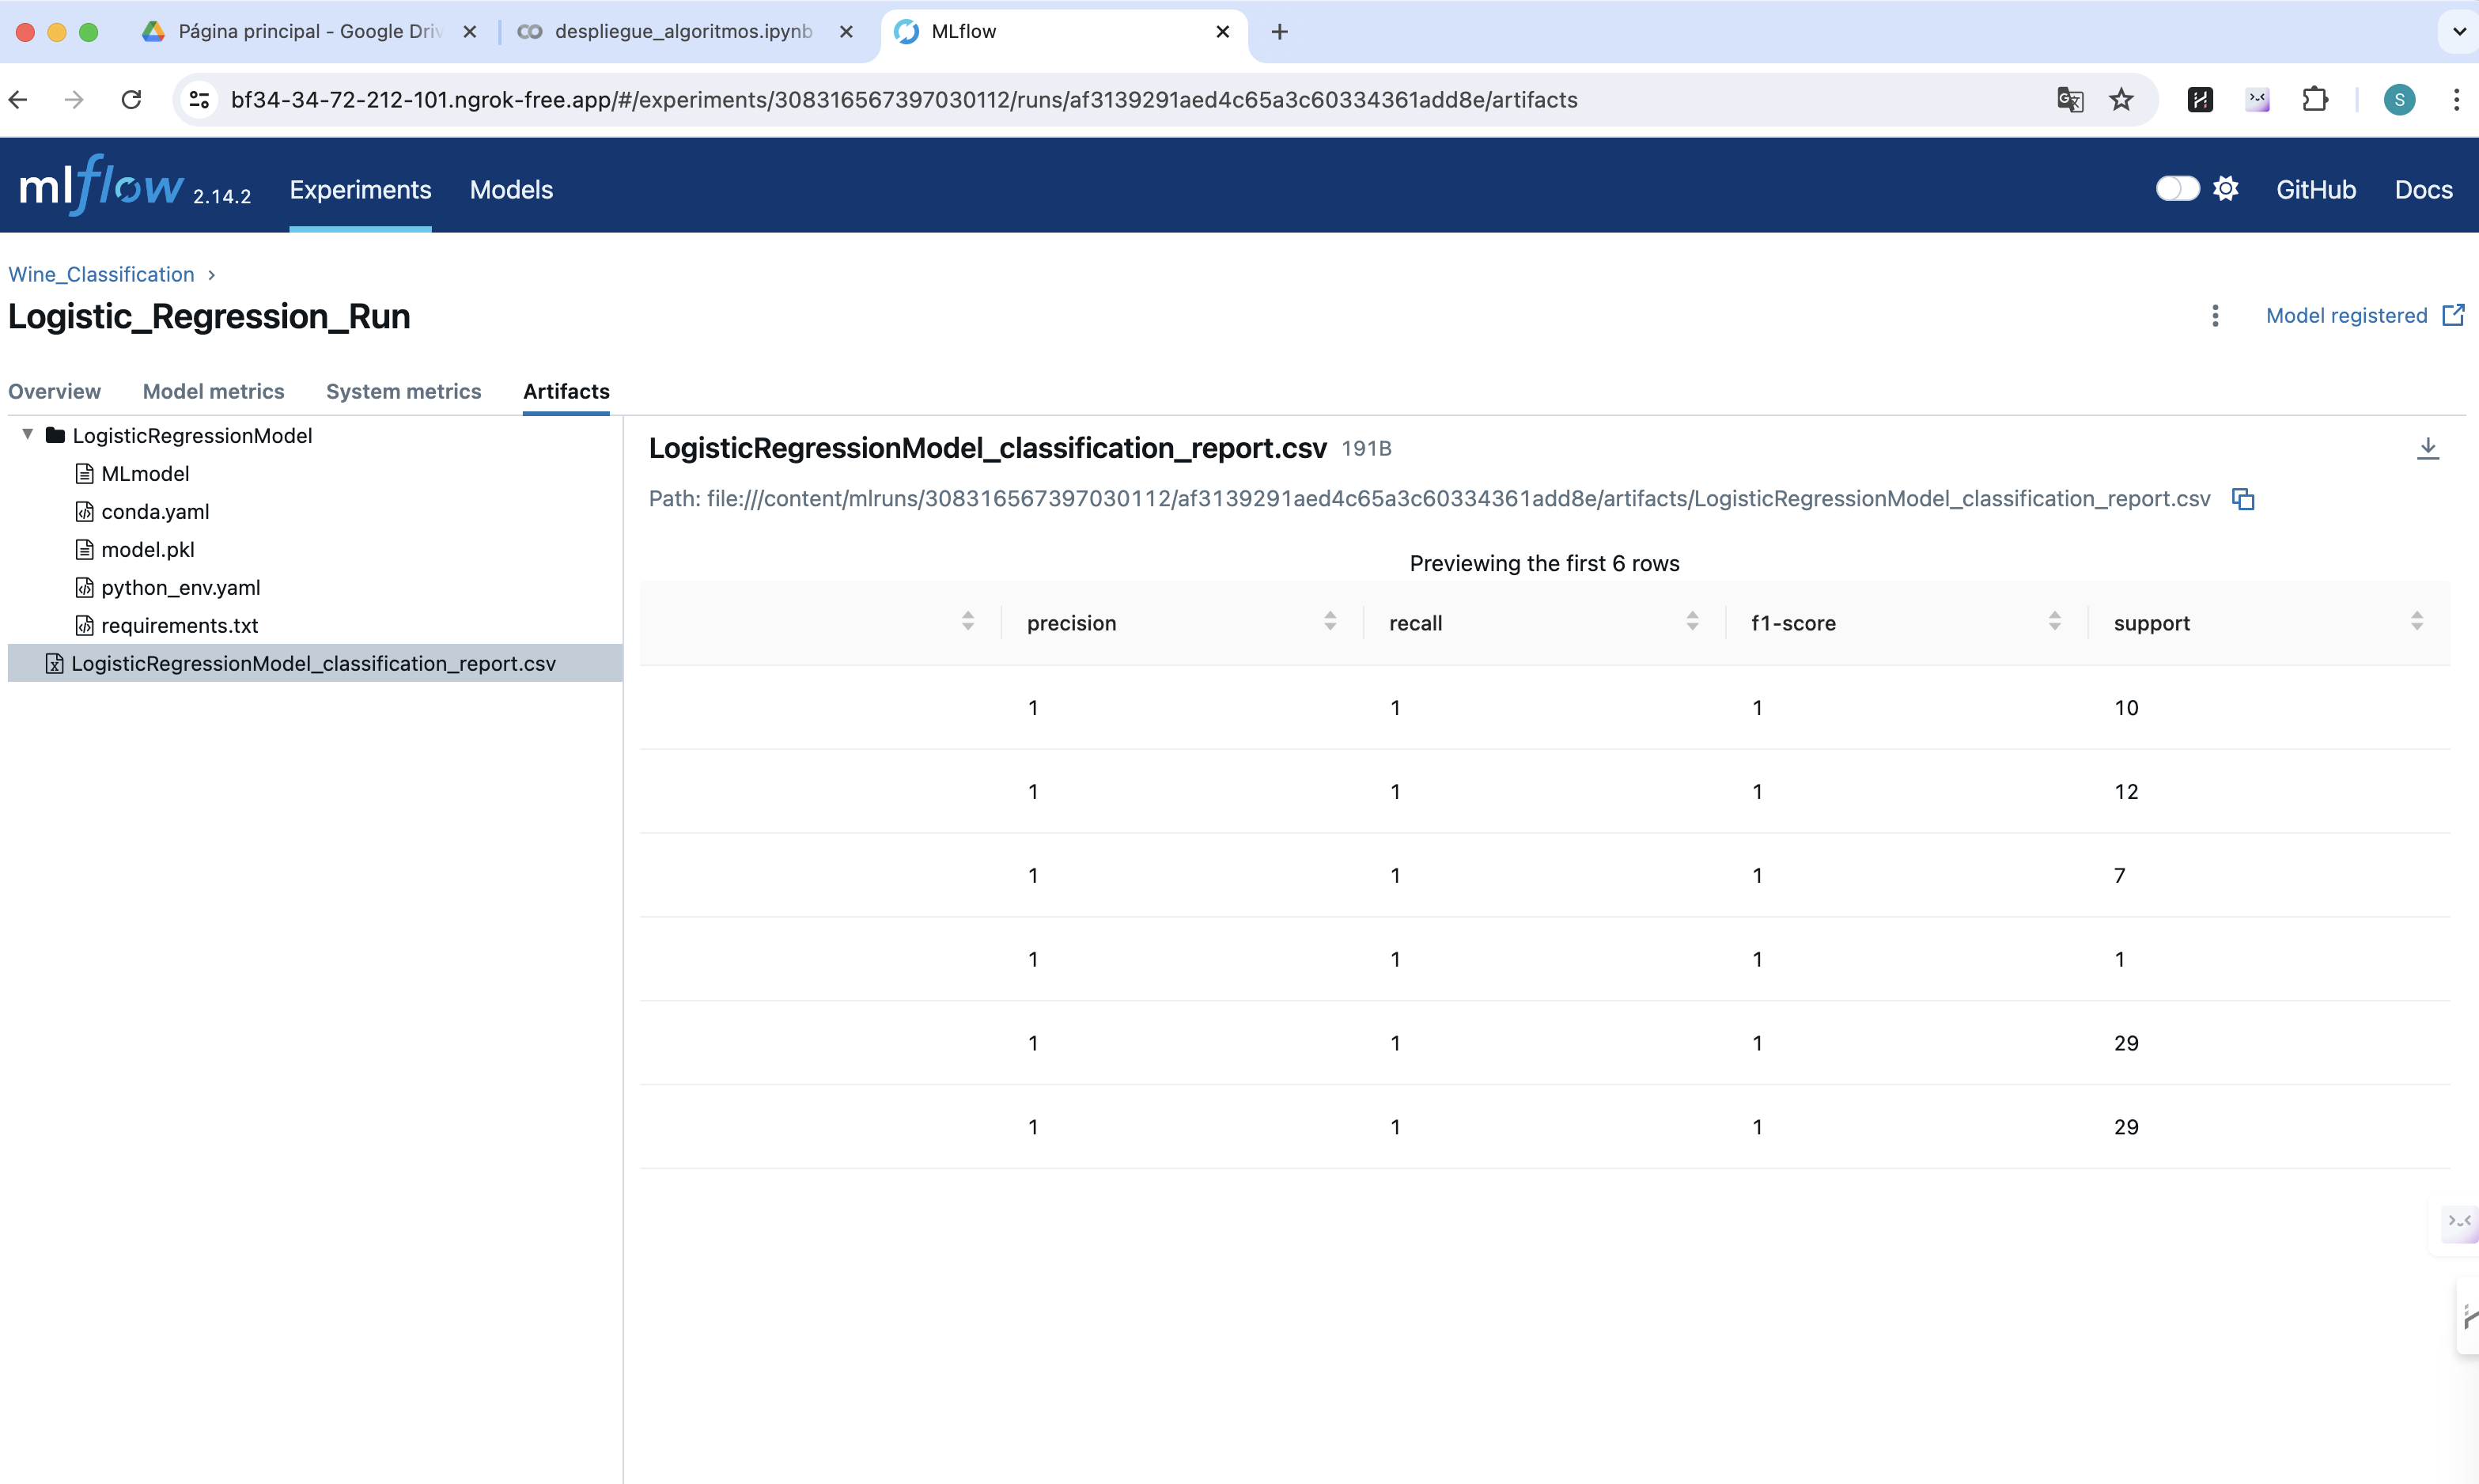 Página principal - Google Driv
despliegue_algoritmos.ipynb
MLflow
bf34-34-72-212-101.ngrok-free.app/#/experiments/308316567397030112/runs/af3139291aed4c65a3c60334361add8e/artifacts
S
mlflow 2.14.2 Experiments Models GitHub Docs
Wine_Classification
Logistic_Regression_Run
Model registered
Overview Model metrics System metrics Artifacts
LogisticRegressionModel
MLmodel
conda.yaml
model.pkl
python_env.yaml
requirements.txt
LogisticRegressionModel_classification_report.csv
LogisticRegressionModel_classification_report.csv 191B
Path: file:///content/mlruns/308316567397030112/af3139291aed4c65a3c60334361add8e/artifacts/LogisticRegressionModel_classification_report.csv
Previewing the first 6 rows
precision recall f1-score support
1 1 1 10
1 1 1 12
1 1 1 7
1 1 1 1
1 1 1 29
1 1 1 29